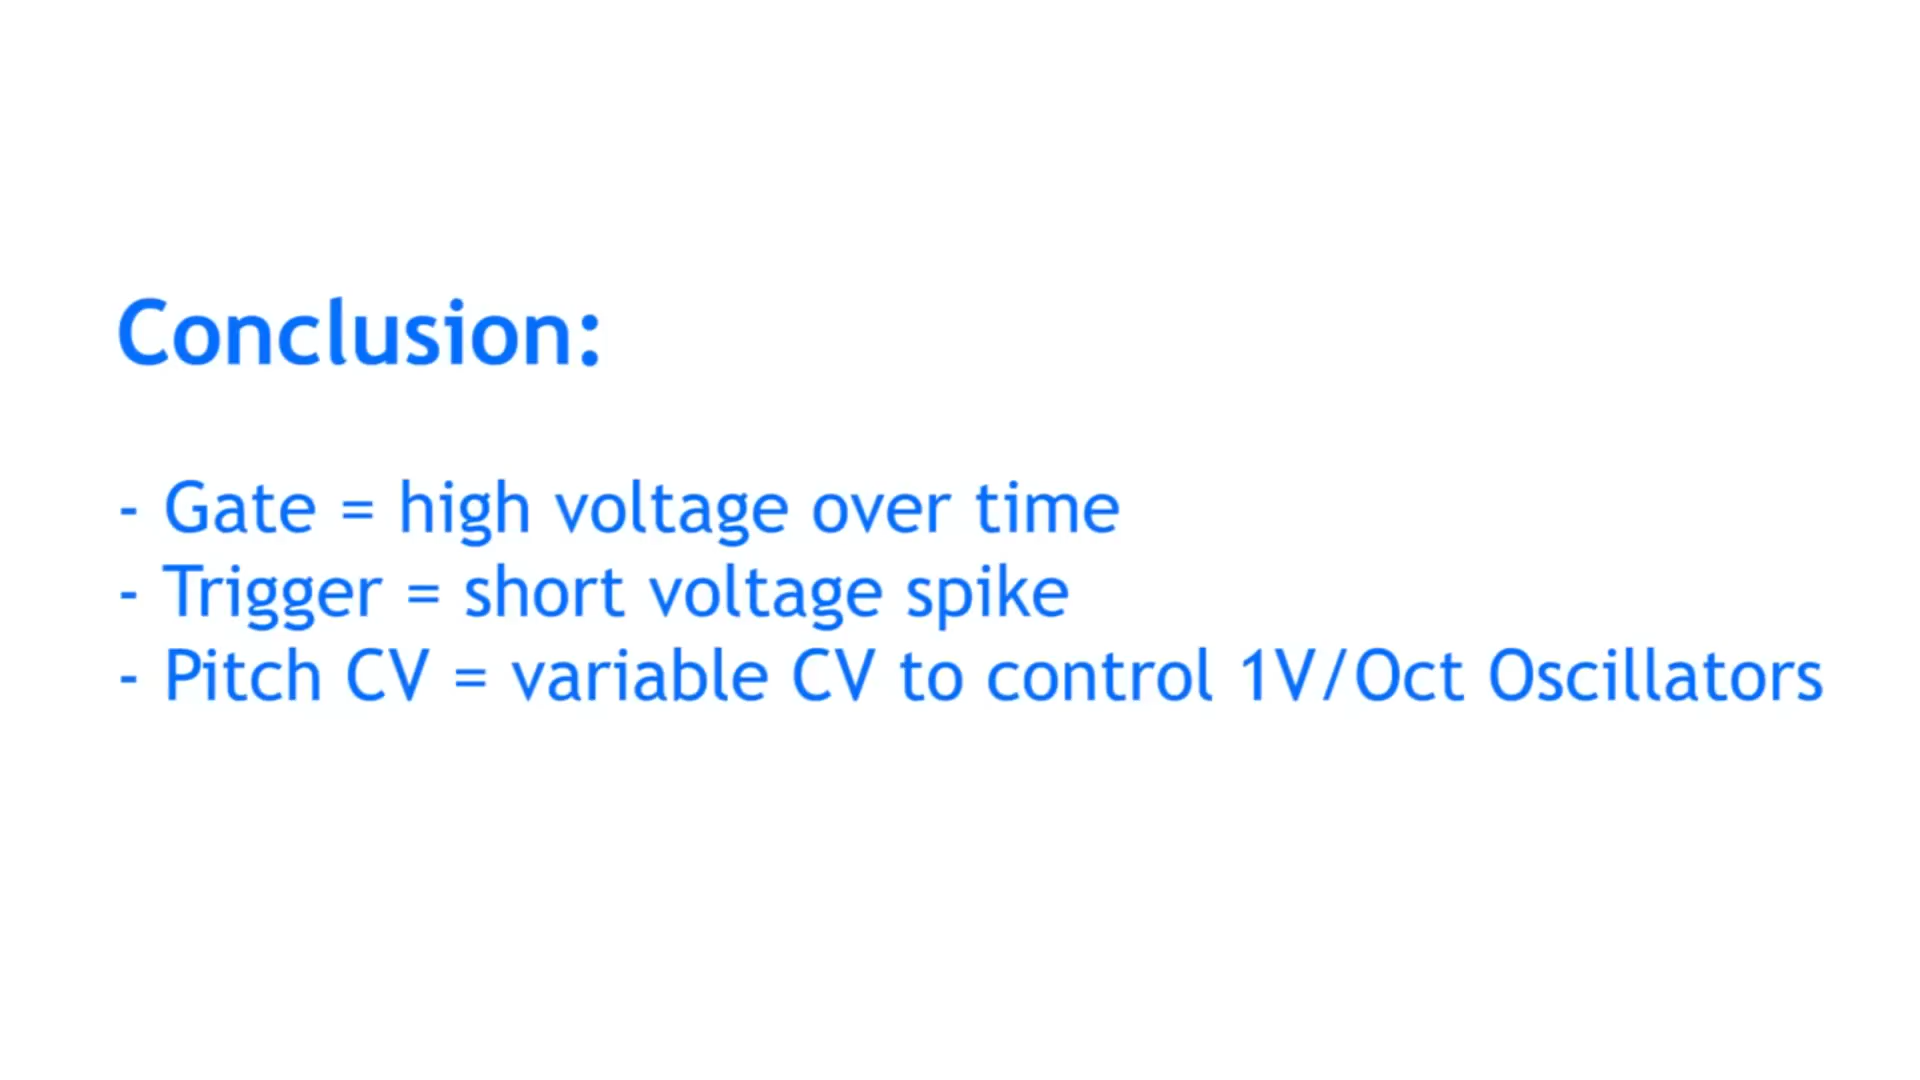 Conclusion:
- Gate = high voltage over time
- Trigger = short voltage spike
- Pitch CV = variable CV to control 1V/Oct Oscillators